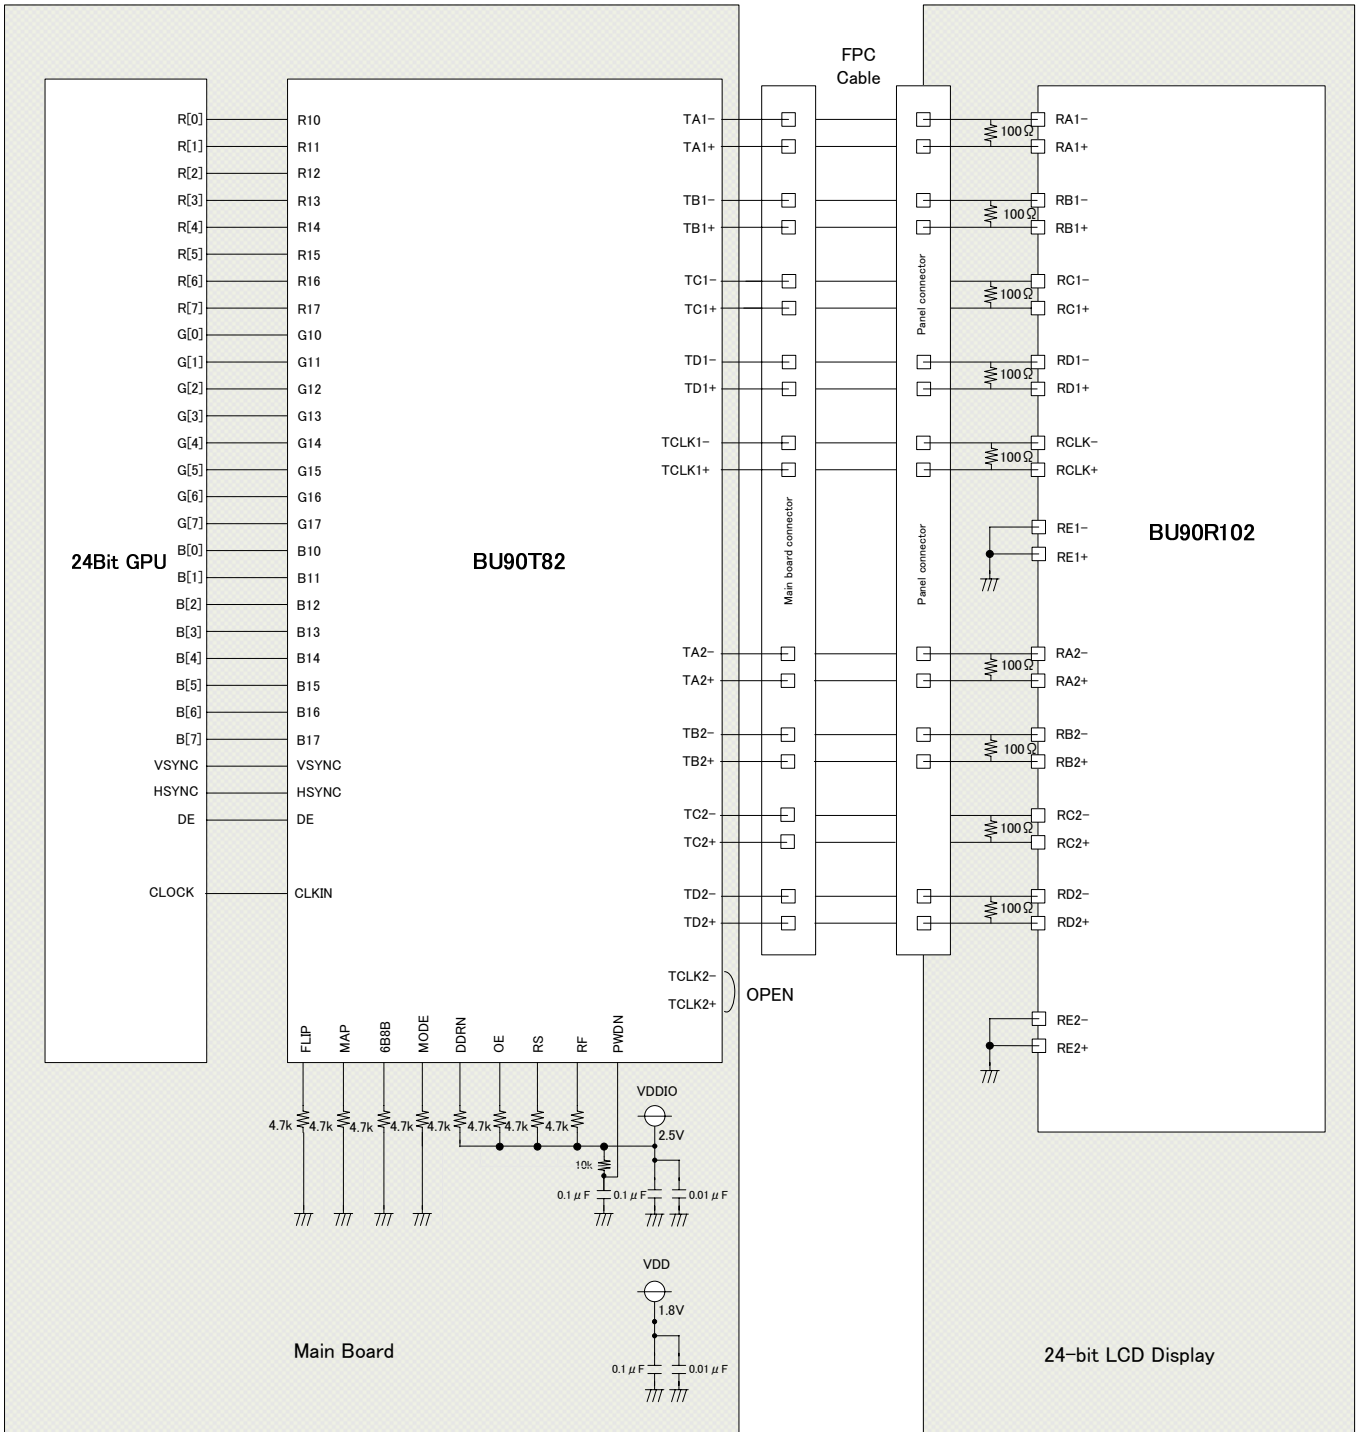 FPC
Cable
R[0] R10 TA1- 100Ω RA1-
R[1] R11 TA1+ RA1+
R[2] R12
R[3] R13 TB1- 100Ω RB1-
R[4] R14 TB1+ RB1+
R[5] R15
R[6] R16 TC1- 100Ω RC1-
R[7] R17 TC1+ RC1+
Panel connector
G[0] G10
G[1] G11 TD1- 100Ω RD1-
G[2] G12 TD1+ RD1+
G[3] G13
G[4] G14 TCLK1- 100Ω RCLK-
G[5] G15 TCLK1+ RCLK+
G[6] G16
G[7] G17 RE1-
B[0] B10 RE1+
24Bit GPU BU90T82 Main board connector Panel connector BU90R102
B[1] B11
B[2] B12
B[3] B13
B[4] B14 TA2- 100Ω RA2-
B[5] B15 TA2+ RA2+
B[6] B16
B[7] B17 TB2- 100Ω RB2-
VSYNC VSYNC TB2+ RB2+
HSYNC HSYNC
DE DE TC2- 100Ω RC2-
TC2+ RC2+
CLOCK CLKIN TD2- 100Ω RD2-
TD2+ RD2+
TCLK2- OPEN
TCLK2+
RE2-
RE2+
FLIP MAP 6B8B MODE DDRN OE RS RF PWDN
VDDIO
4.7k 4.7k 4.7k 4.7k 4.7k 4.7k 4.7k 4.7k
2.5V
10k
0.1μF 0.1μF 0.01μF
VDD
1.8V
0.1μF 0.01μF
Main Board
24-bit LCD Display